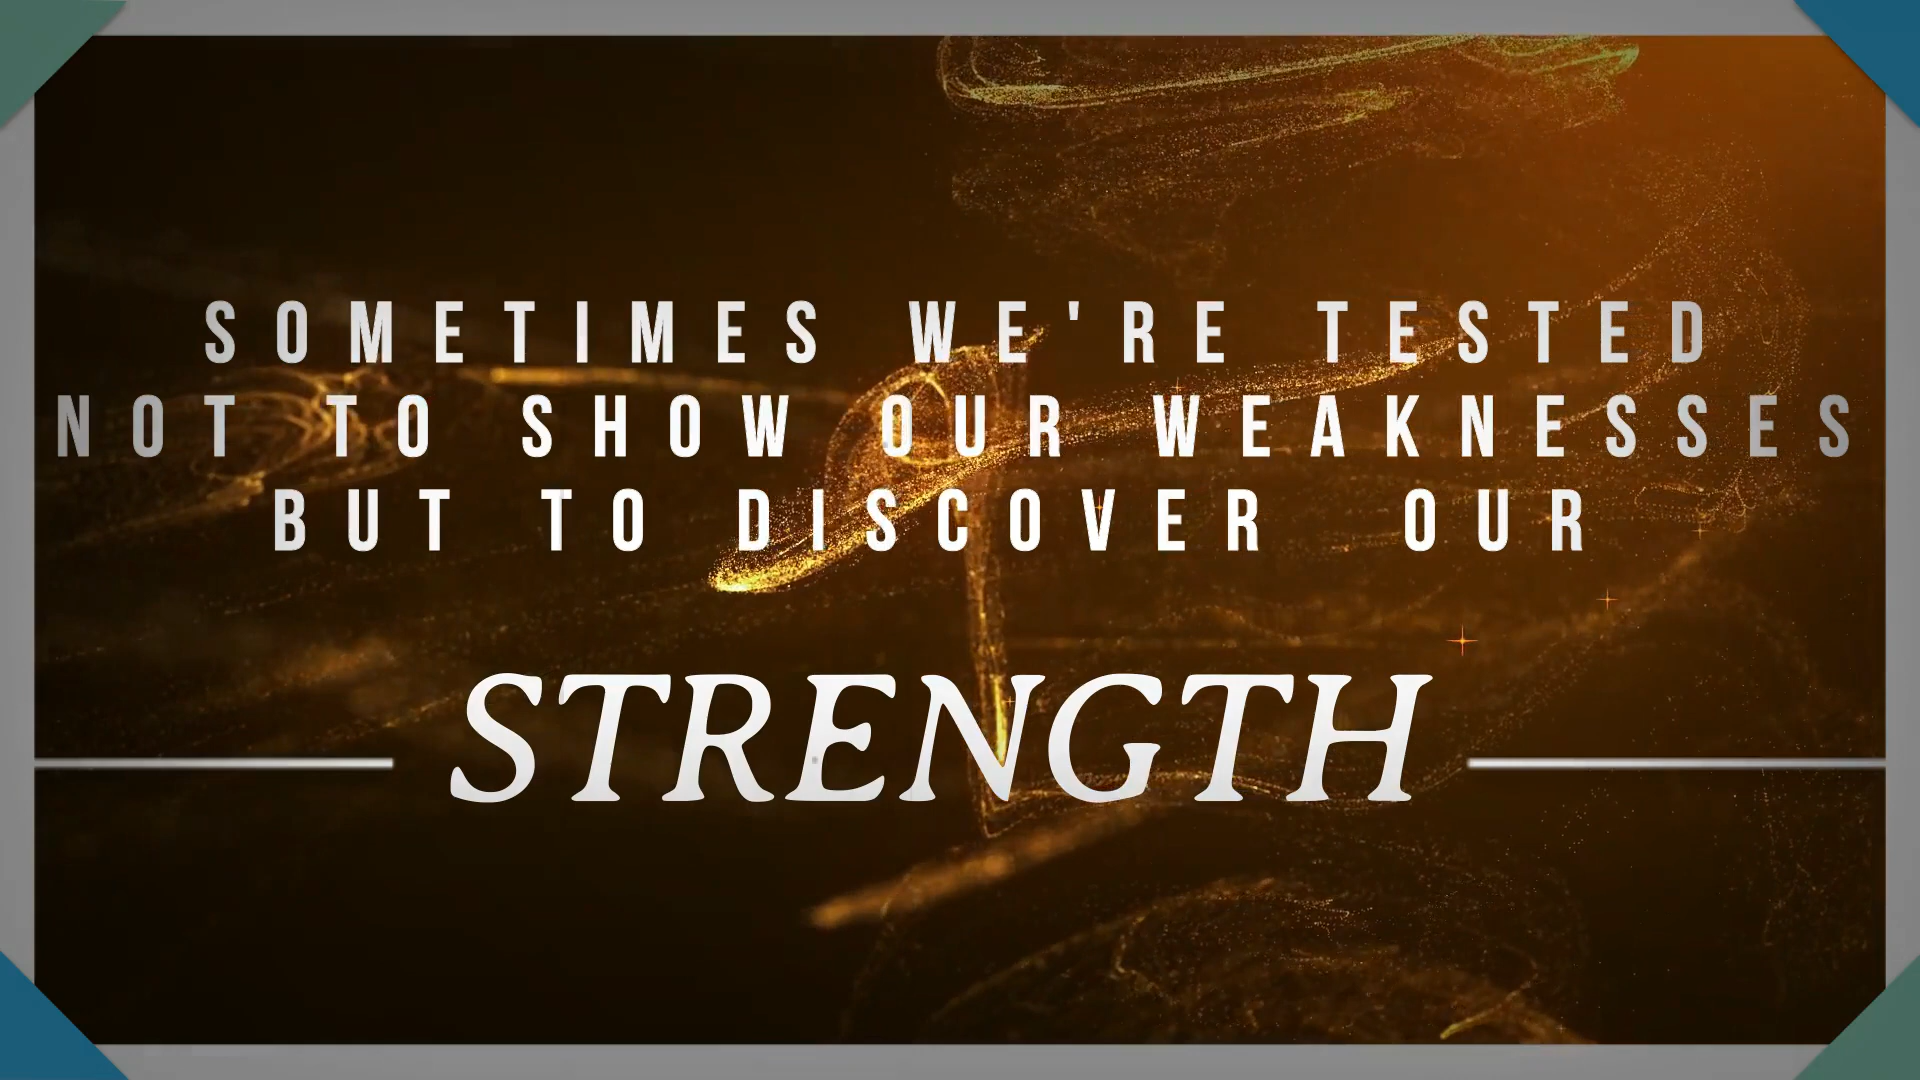 SOMETIMES WE'RE TESTED
NOT TO SHOW OUR WEAKNESSES
BUT TO DISCOVER OUR
STRENGTH